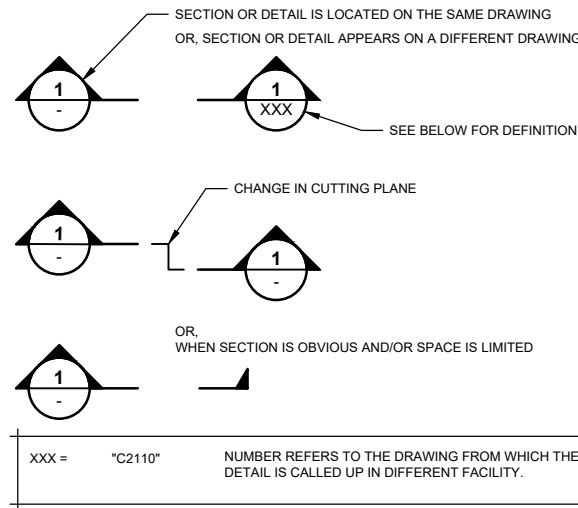 SECTION OR DETAIL IS LOCATED ON THE SAME DRAWING
OR, SECTION OR DETAIL APPEARS ON A DIFFERENT DRAWING
1
-
1
XXX
SEE BELOW FOR DEFINITION
CHANGE IN CUTTING PLANE
1
-
1
-
OR,
WHEN SECTION IS OBVIOUS AND/OR SPACE IS LIMITED
1
-
XXX = "C2110" NUMBER REFERS TO THE DRAWING FROM WHICH THE
DETAIL IS CALLED UP IN DIFFERENT FACILITY.